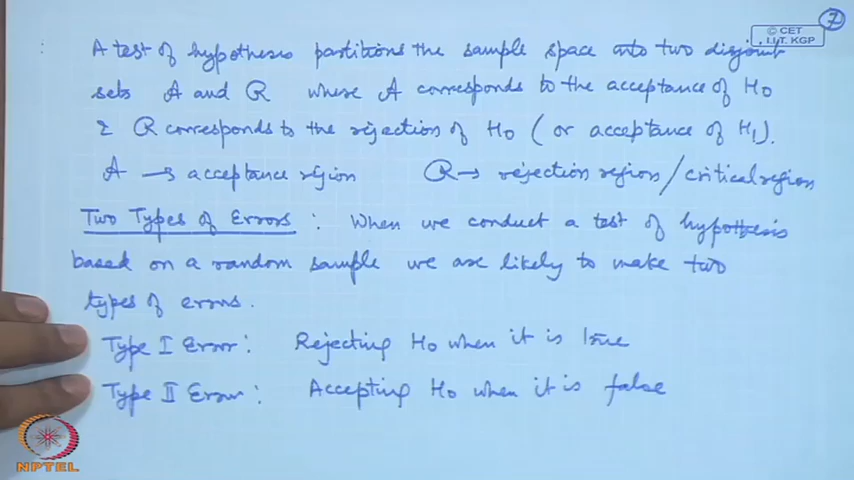 7
© CET
I.I.T. KGP
A test of hypothesis partitions the sample space into two disjoint
sets A and R where A corresponds to the acceptance of H0
& R corresponds to the rejection of H0 (or acceptance of H1).
A → acceptance region R → rejection region/critical region
Two Types of Errors : When we conduct a test of hypothesis
based on a random sample we are likely to make two
types of errors.
Type I Error: Rejecting H0 when it is true
Type II Error: Accepting H0 when it is false
NPTEL